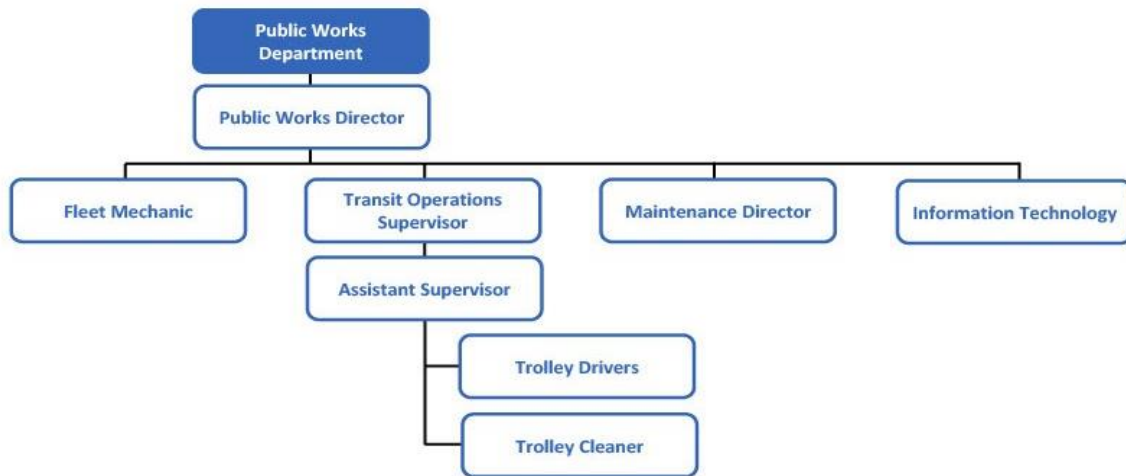 Public Works
Department
Public Works Director
Fleet Mechanic
Transit Operations
Supervisor
Maintenance Director
Information Technology
Assistant Supervisor
Trolley Drivers
Trolley Cleaner